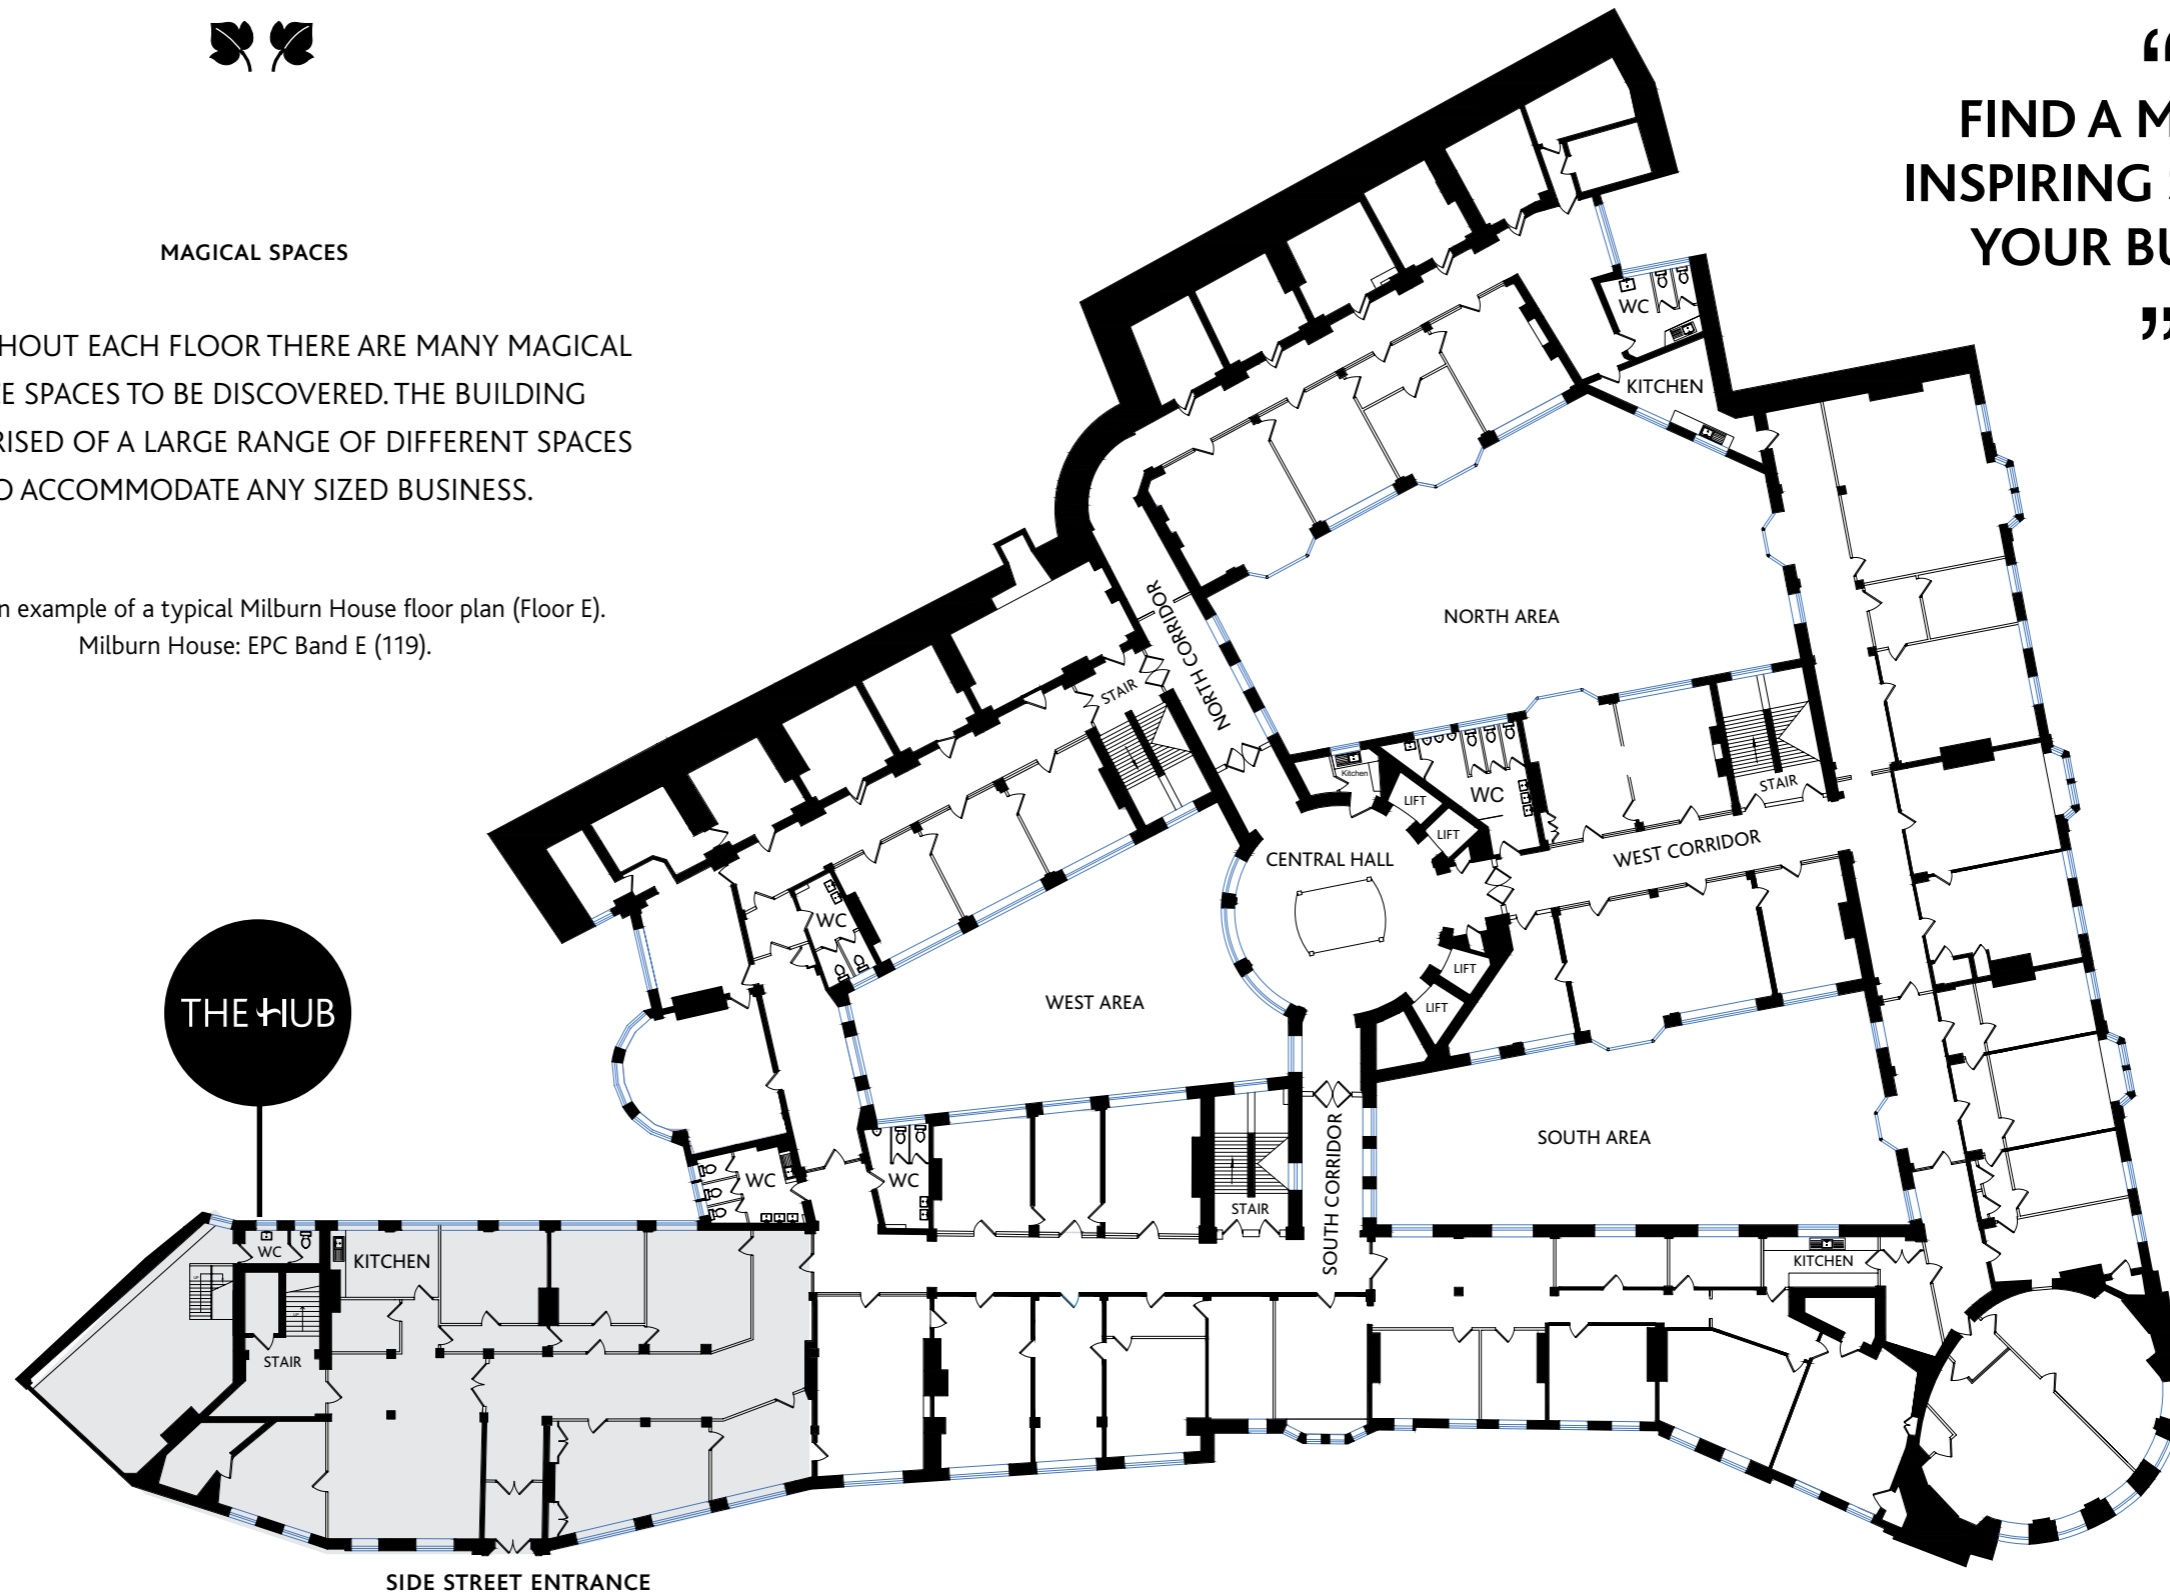 MAGICAL SPACES
HOUT EACH FLOOR THERE ARE MANY MAGICAL
E SPACES TO BE DISCOVERED. THE BUILDING
RISED OF A LARGE RANGE OF DIFFERENT SPACES
O ACCOMMODATE ANY SIZED BUSINESS.
n example of a typical Milburn House floor plan (Floor E).
Milburn House: EPC Band E (119).
“
FIND A M
INSPIRING
YOUR BU
”
WC
KITCHEN
NORTH AREA
NORTH CORRIDOR
STAIR
Kitchen
LIFT
LIFT
WC
STAIR
WEST CORRIDOR
CENTRAL HALL
WC
LIFT
LIFT
WEST AREA
THE HUB
SOUTH AREA
SOUTH CORRIDOR
WC
WC
STAIR
WC
KITCHEN
KITCHEN
STAIR
SIDE STREET ENTRANCE